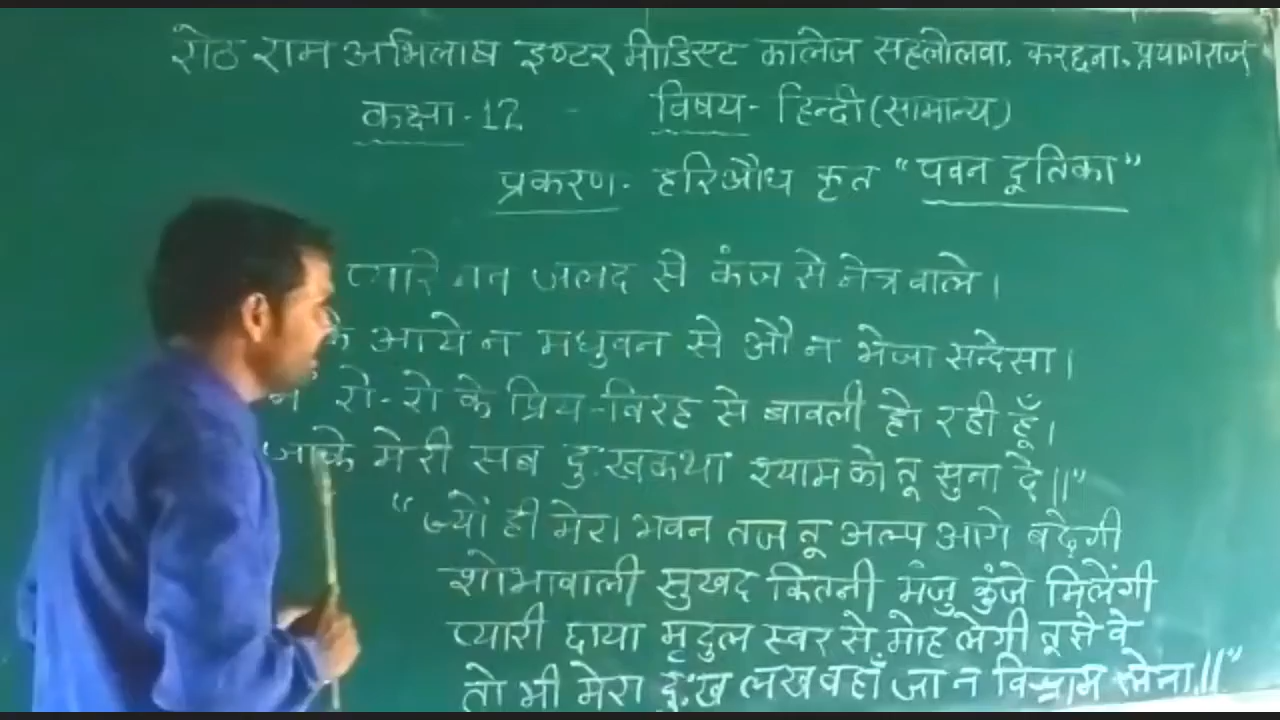 सेठ राम अभिलाष इण्टर मीडिएट कालेज सहलोलवा, करछना, प्रयागराज
कक्षा - 12 - विषय - हिन्दी (सामान्य)
प्रकरण - हरिऔध कृत "पवन दूतिका"
प्यारे नव जलद से कंज से नेत्र वाले।
के आये न मधुवन से औ न भेजा सन्देसा।
रो-रो के प्रिय-विरह से बावली हो रही हूँ।
जाके मेरी सब दु:खकथा श्याम को तू सुना दे॥"
"ज्यों ही मेरा भवन तज तू अल्प आगे बढ़ेगी
शोभावाली सुखद कितनी मंजु कुंजे मिलेंगी
प्यारी छाया मृदुल स्वर से मोह लेगी तुझे वे
तो भी मेरा दु:ख लख वहाँ जा न विश्राम लेना॥"